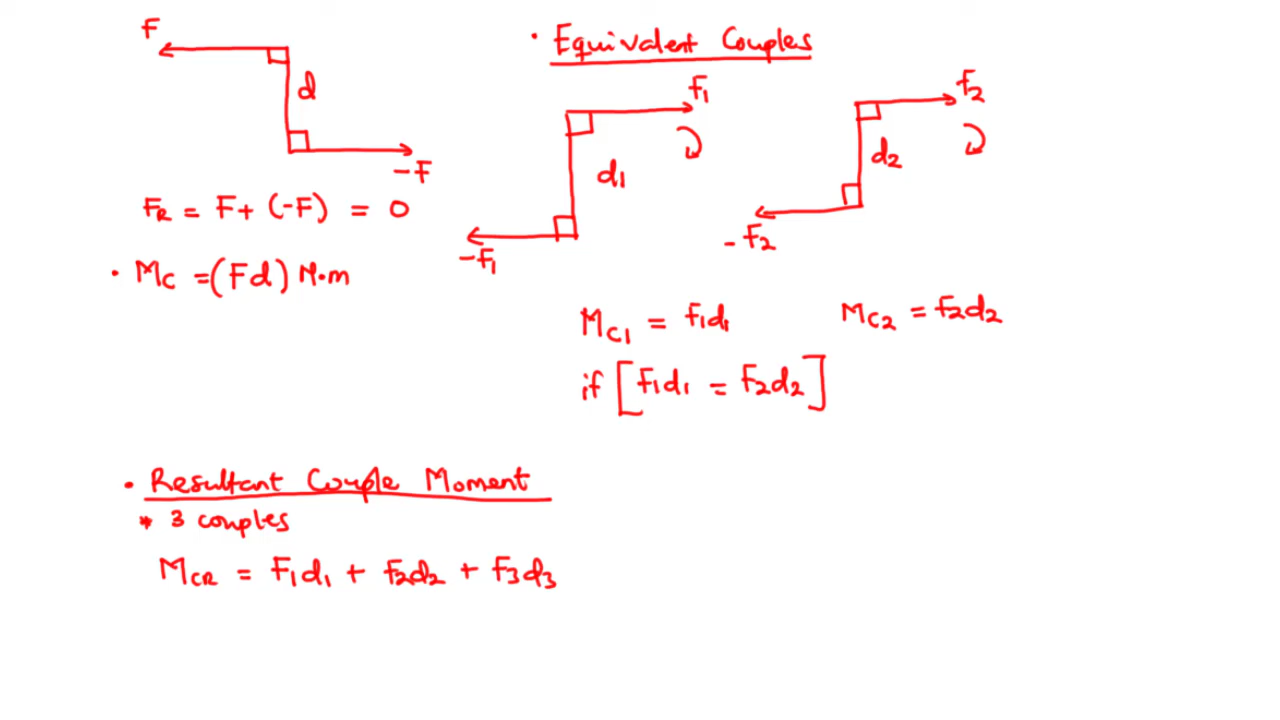 F
d
-F
FR = F + (-F) = 0
• Mc = (Fd) N·m
• Equivalent Couples
f1
d1
-f1
f2
d2
-f2
MC1 = f1d1
MC2 = f2d2
if [f1d1 = f2d2]
• Resultant Couple Moment
* 3 couples
MCR = F1d1 + f2d2 + f3d3